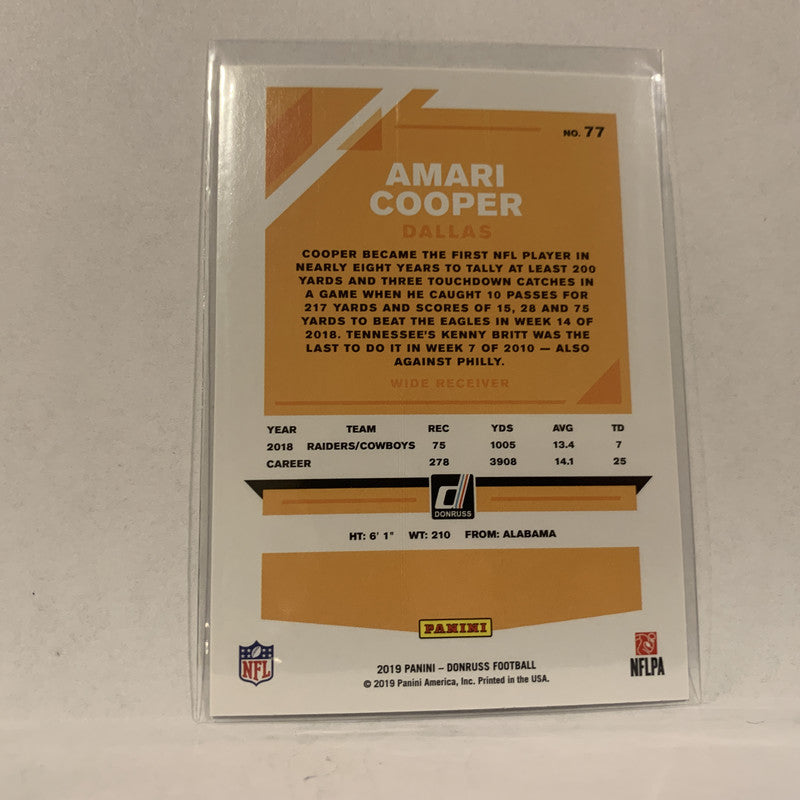 NO. 77
AMARI
COOPER
DALLAS
COOPER BECAME THE FIRST NFL PLAYER IN
NEARLY EIGHT YEARS TO TALLY AT LEAST 200
YARDS AND THREE TOUCHDOWN CATCHES IN
A GAME WHEN HE CAUGHT 10 PASSES FOR
217 YARDS AND SCORES OF 15, 28 AND 75
YARDS TO BEAT THE EAGLES IN WEEK 14 OF
2018. TENNESSEE'S KENNY BRITT WAS THE
LAST TO DO IT IN WEEK 7 OF 2010 — ALSO
AGAINST PHILLY.
WIDE RECEIVER
YEAR TEAM REC YDS AVG TD
2018 RAIDERS/COWBOYS 75 1005 13.4 7
CAREER 278 3908 14.1 25
d
DONRUSS
HT: 6' 1" WT: 210 FROM: ALABAMA
PANINI
NFL
2019 PANINI – DONRUSS FOOTBALL
© 2019 Panini America, Inc. Printed in the USA.
NFLPA